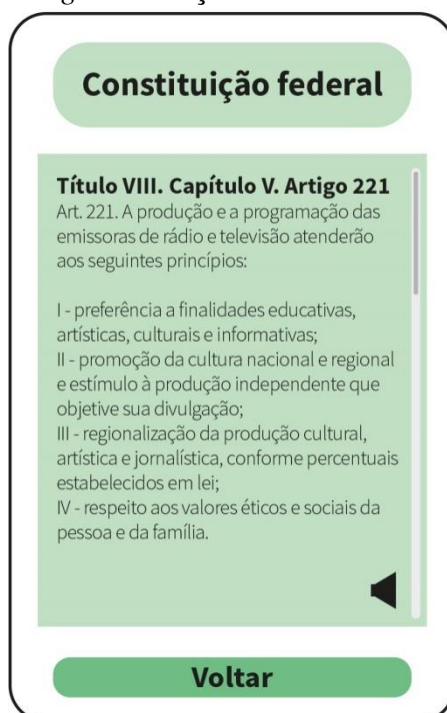 Constituição federal
Título VIII. Capítulo V. Artigo 221
Art. 221. A produção e a programação das
emissoras de rádio e televisão atenderão
aos seguintes princípios:
I - preferência a finalidades educativas,
artísticas, culturais e informativas;
II - promoção da cultura nacional e regional
e estímulo à produção independente que
objetive sua divulgação;
III - regionalização da produção cultural,
artística e jornalística, conforme percentuais
estabelecidos em lei;
IV - respeito aos valores éticos e sociais da
pessoa e da família.
Voltar